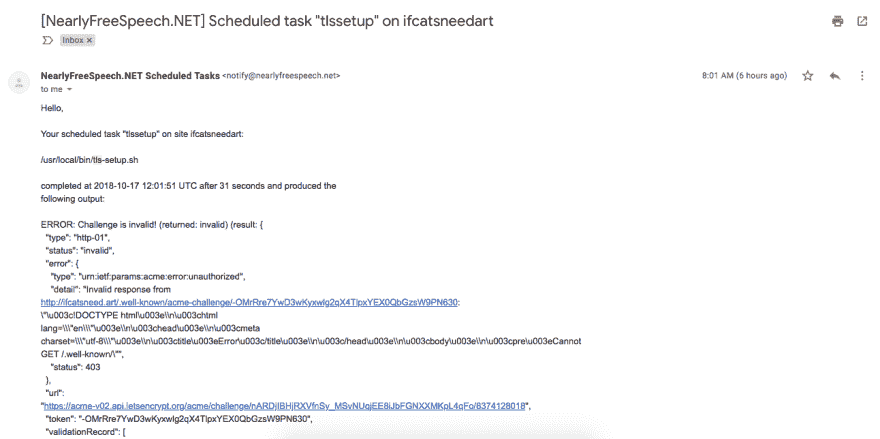 [NearlyFreeSpeech.NET] Scheduled task "tlssetup" on ifcatsneedart
Inbox ×
NearlyFreeSpeech.NET Scheduled Tasks <notify@nearlyfreespeech.net>
8:01 AM (6 hours ago)
to me
Hello,
Your scheduled task "tlssetup" on site ifcatsneedart:
/usr/local/bin/tls-setup.sh
completed at 2018-10-17 12:01:51 UTC after 31 seconds and produced the
following output:
ERROR: Challenge is invalid! (returned: invalid) (result: {
"type": "http-01",
"status": "invalid",
"error": {
"type": "urn:ietf:params:acme:error:unauthorized",
"detail": "Invalid response from
http://ifcatsneed.art/.well-known/acme-challenge/-OMrRre7YwD3wKyxwlg2qX4TlpxYEX0QbGzsW9PN630:
\"\u003c!DOCTYPE html\u003e\\n\u003chtml
lang=\\\"en\\\"\u003e\\n\u003chead\u003e\\n\u003cmeta
charset=\\\"utf-8\\\"\u003e\\n\u003ctitle\u003eError\u003c/title\u003e\\n\u003c/head\u003e\\n\u003cbody\u003e\\n\u003cpre\u003eCannot
GET /.well-known/\"",
"status": 403
},
"url":
"https://acme-v02.api.letsencrypt.org/acme/challenge/nARDjIBHjRXVfnSy_MSvNUqjEE8iJbFGNXXMKpL4qFo/8374128018",
"token": "-OMrRre7YwD3wKyxwlg2qX4TlpxYEX0QbGzsW9PN630",
"validationRecord": [